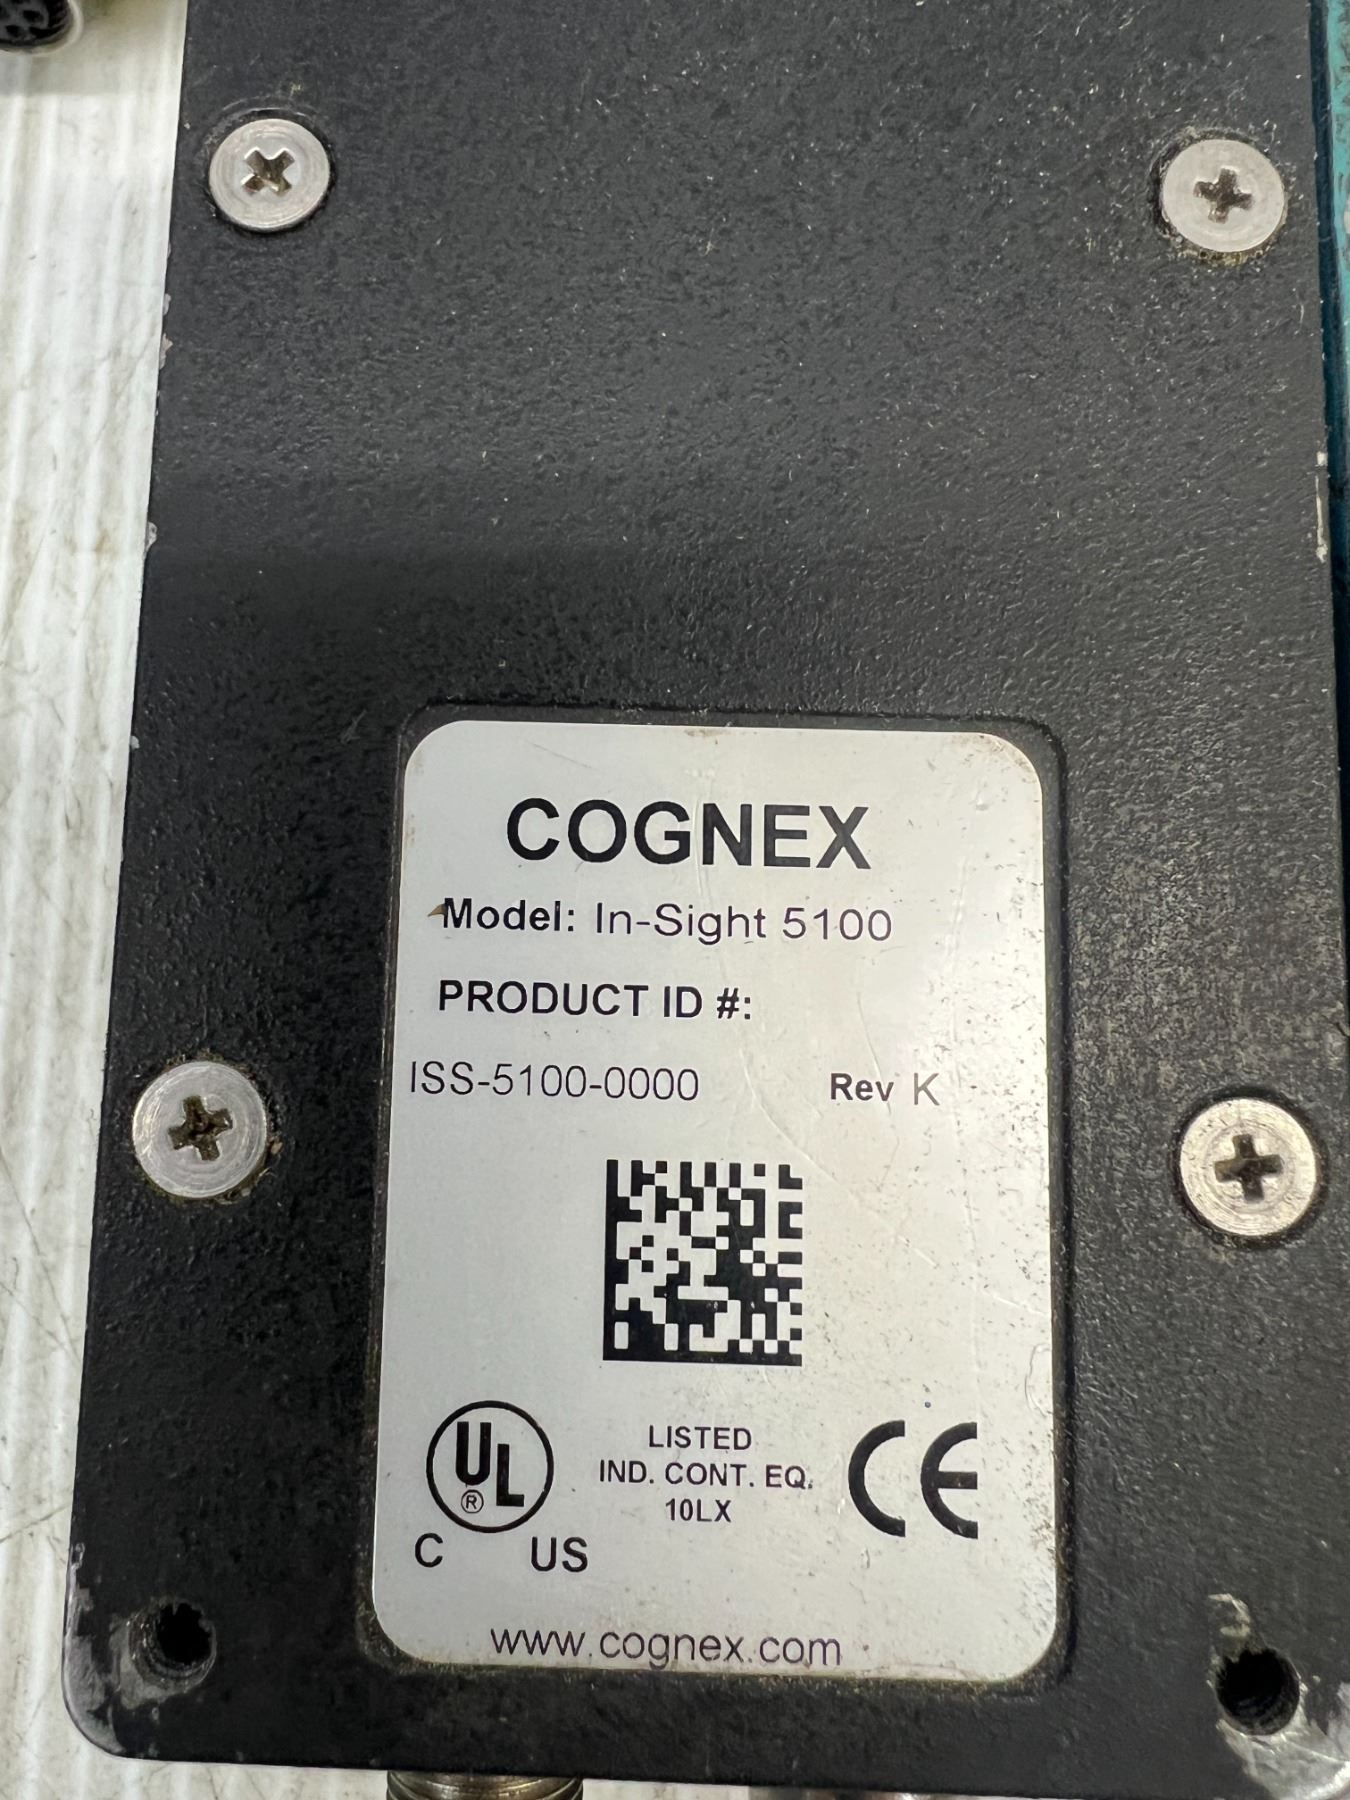 COGNEX
Model: In-Sight 5100
PRODUCT ID #:
ISS-5100-0000 Rev K
UL
®
C US
LISTED
IND. CONT. EQ.
10LX
CE
www.cognex.com